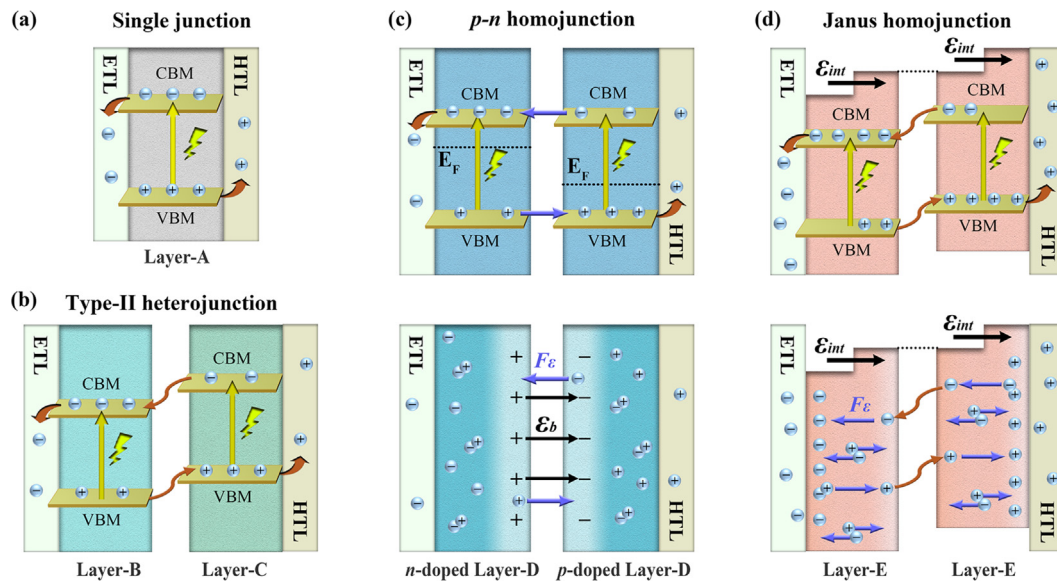 (a)
Single junction
ETL
HTL
CBM
VBM
Layer-A
(b)
Type-II heterojunction
ETL
HTL
CBM
CBM
VBM
VBM
Layer-B
Layer-C
(c)
p-n homojunction
ETL
HTL
CBM
CBM
E_F
E_F
VBM
VBM
ETL
HTL
Fε
ε_b
n-doped Layer-D
p-doped Layer-D
(d)
Janus homojunction
ETL
HTL
ε_int
ε_int
CBM
CBM
VBM
VBM
ETL
HTL
ε_int
ε_int
Fε
Layer-E
Layer-E